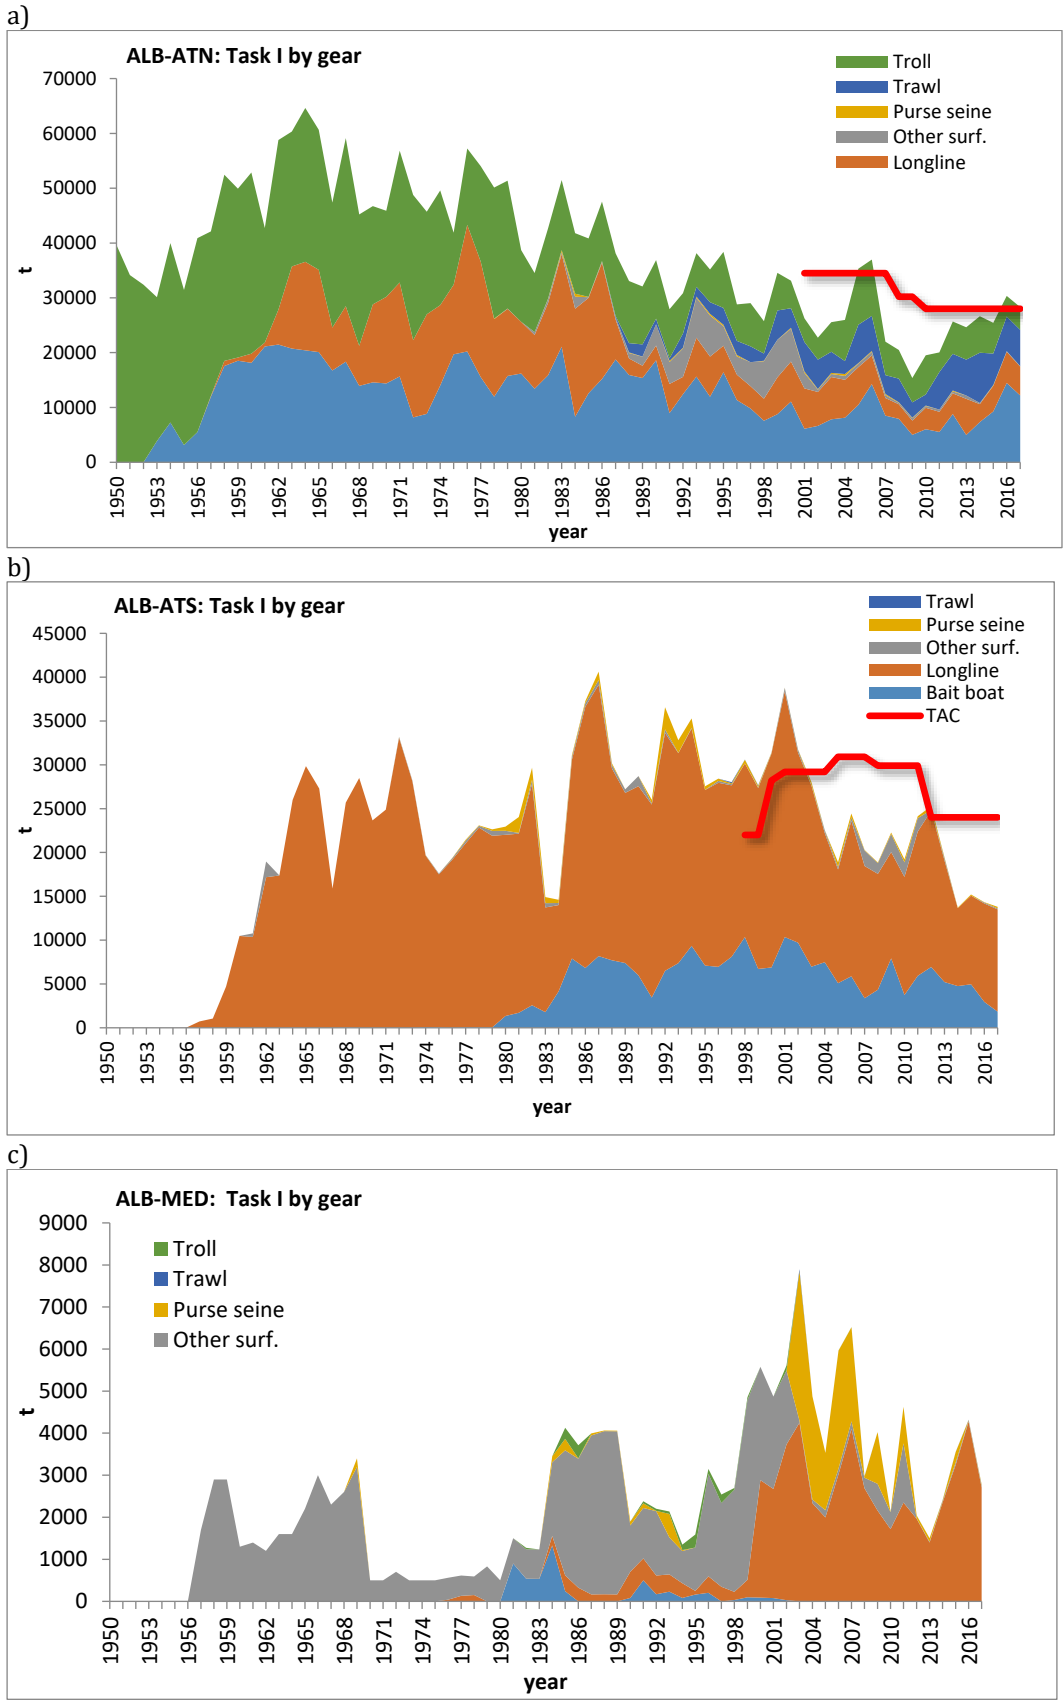 a)
ALB-ATN: Task I by gear
Troll
Trawl
Purse seine
Other surf.
Longline
70000
60000
50000
40000
30000
20000
10000
0
t
1950 1953 1956 1959 1962 1965 1968 1971 1974 1977 1980 1983 1986 1989 1992 1995 1998 2001 2004 2007 2010 2013 2016
year
b)
ALB-ATS: Task I by gear
Trawl
Purse seine
Other surf.
Longline
Bait boat
TAC
45000
40000
35000
30000
25000
20000
15000
10000
5000
0
t
1950 1953 1956 1959 1962 1965 1968 1971 1974 1977 1980 1983 1986 1989 1992 1995 1998 2001 2004 2007 2010 2013 2016
year
c)
ALB-MED: Task I by gear
Troll
Trawl
Purse seine
Other surf.
9000
8000
7000
6000
5000
4000
3000
2000
1000
0
t
1950 1953 1956 1959 1962 1965 1968 1971 1974 1977 1980 1983 1986 1989 1992 1995 1998 2001 2004 2007 2010 2013 2016
year